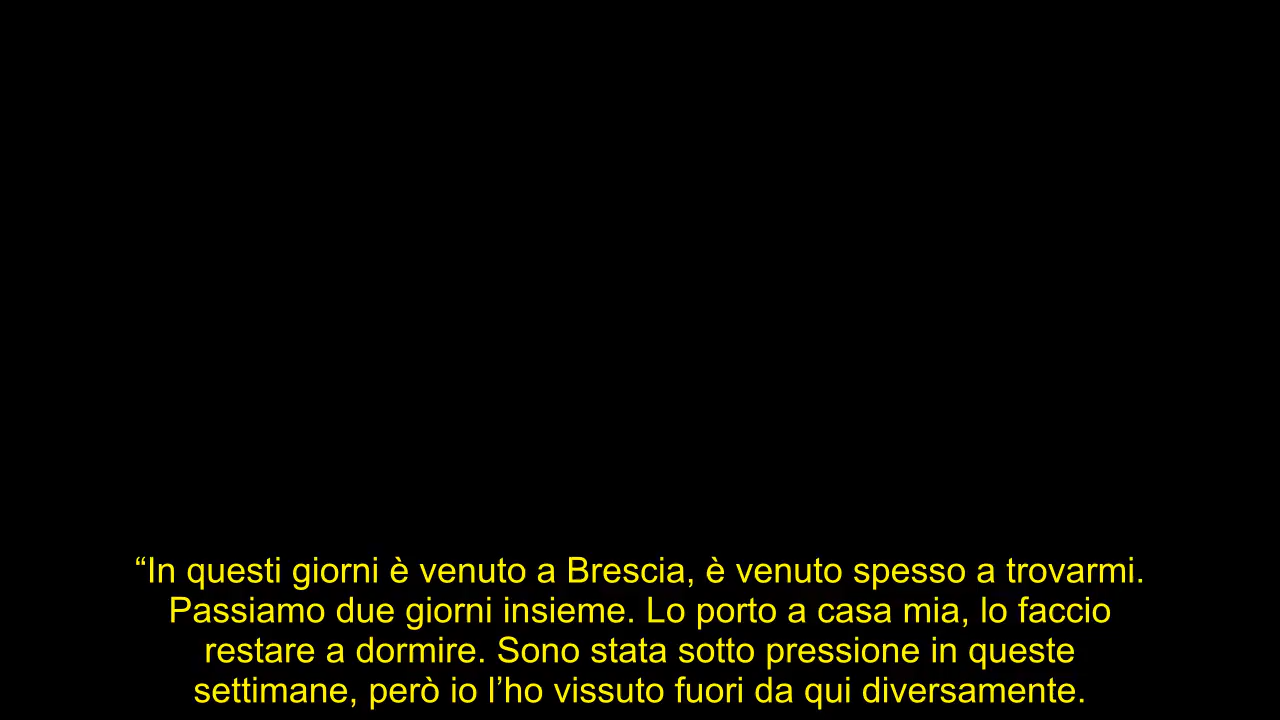 “In questi giorni è venuto a Brescia, è venuto spesso a trovarmi.
Passiamo due giorni insieme. Lo porto a casa mia, lo faccio
restare a dormire. Sono stata sotto pressione in queste
settimane, però io l’ho vissuto fuori da qui diversamente.